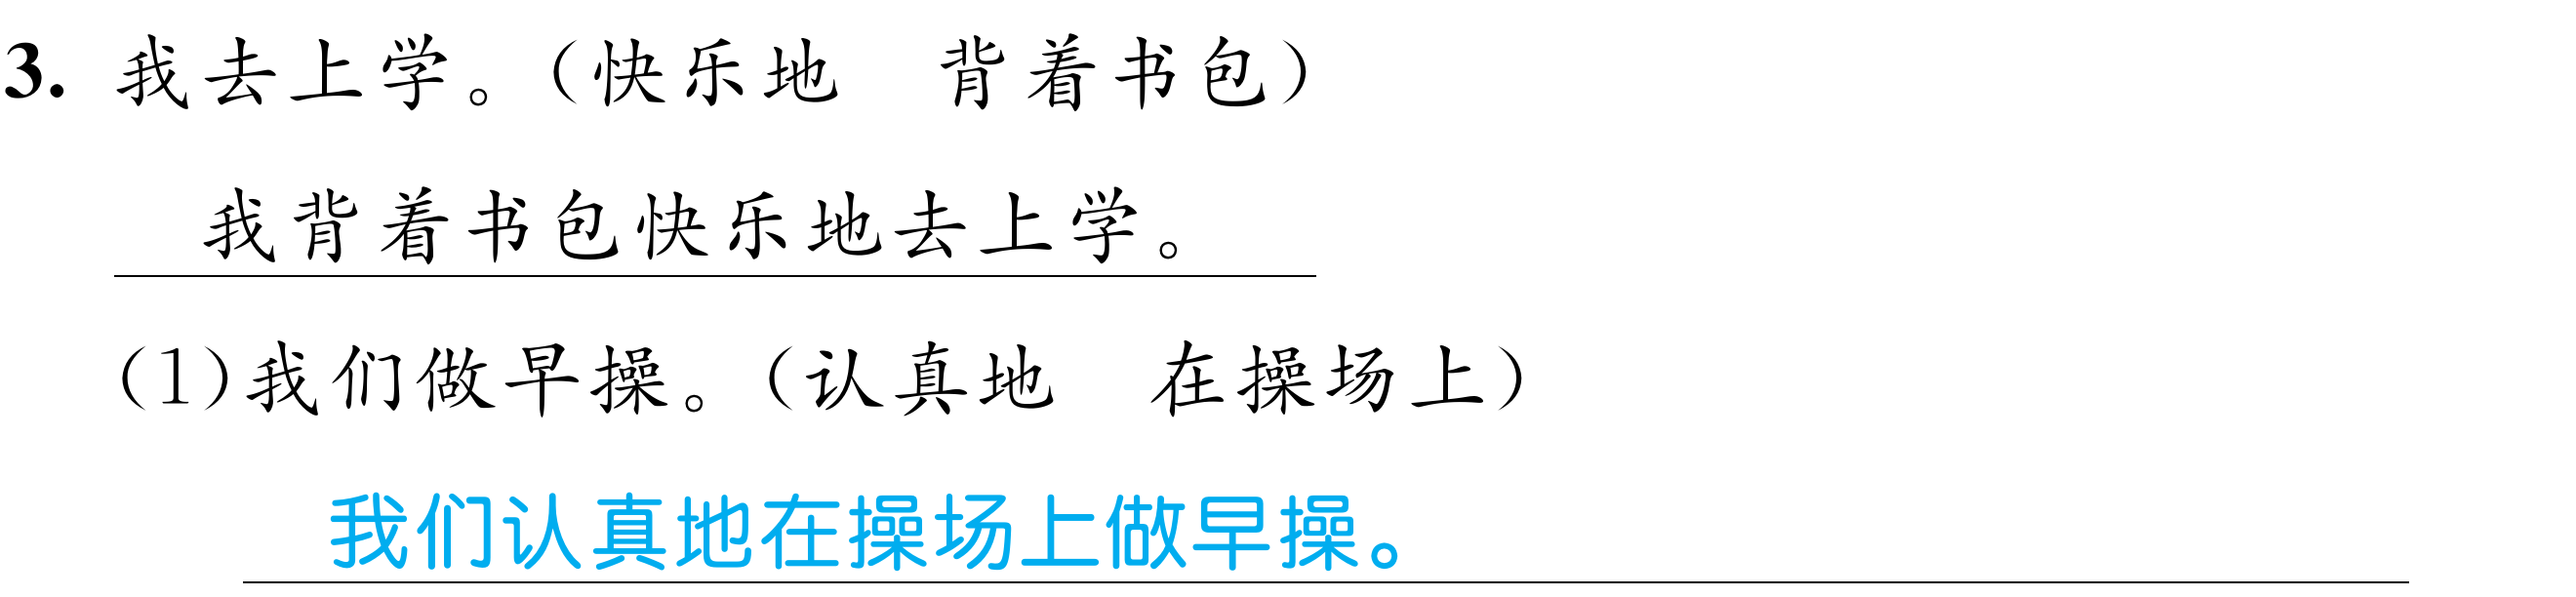 3. 我去上学。(快乐地 背着书包)
我背着书包快乐地去上学。
(1)我们做早操。(认真地 在操场上)
我们认真地在操场上做早操。